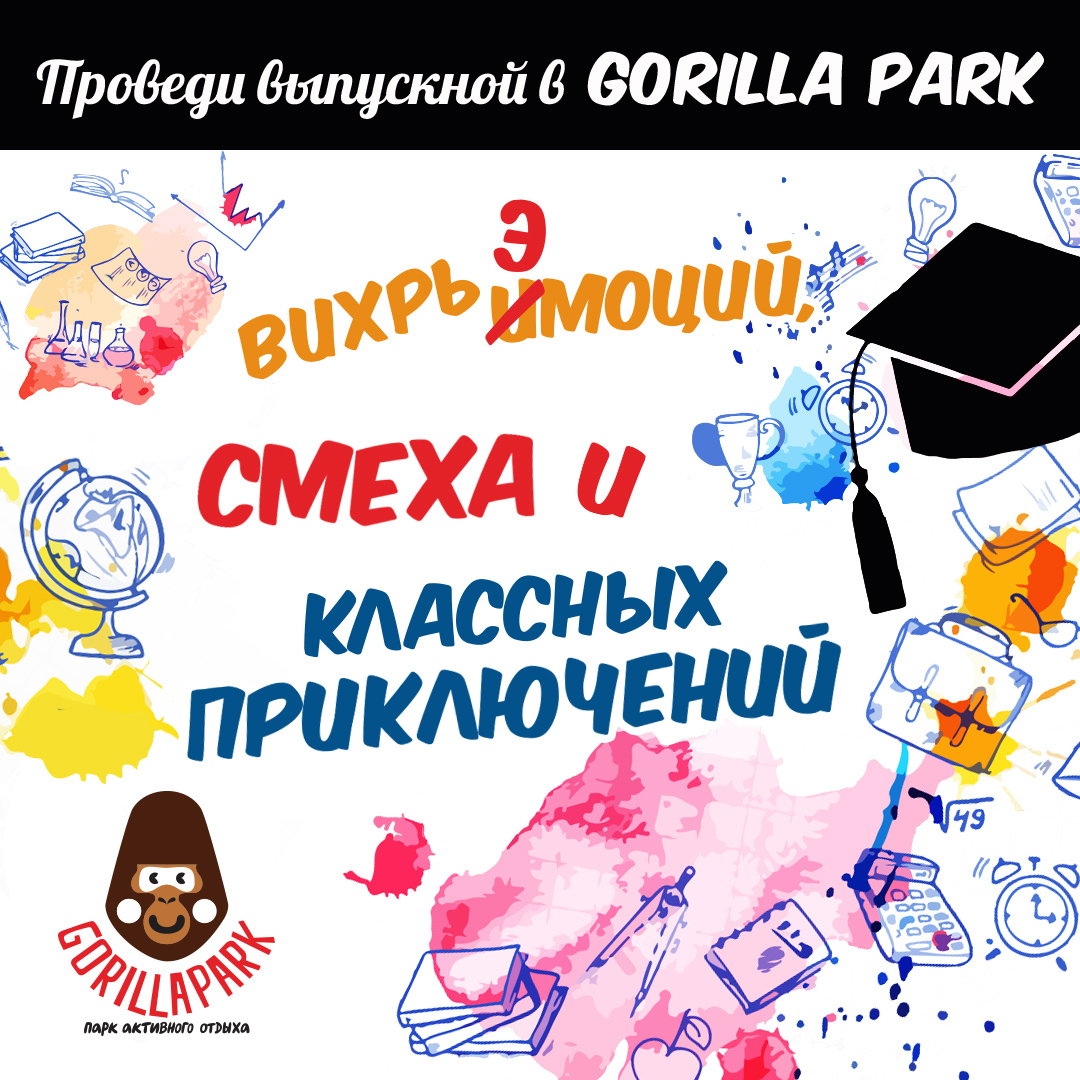 Проведи выпускной в GORILLA PARK
Э
ВИХРЬ ИМОЦИЙ,
СМЕХА И
КЛАССНЫХ
ПРИКЛЮЧЕНИЙ
√49
GORILLAPARK
ПАРК АКТИВНОГО ОТДЫХА